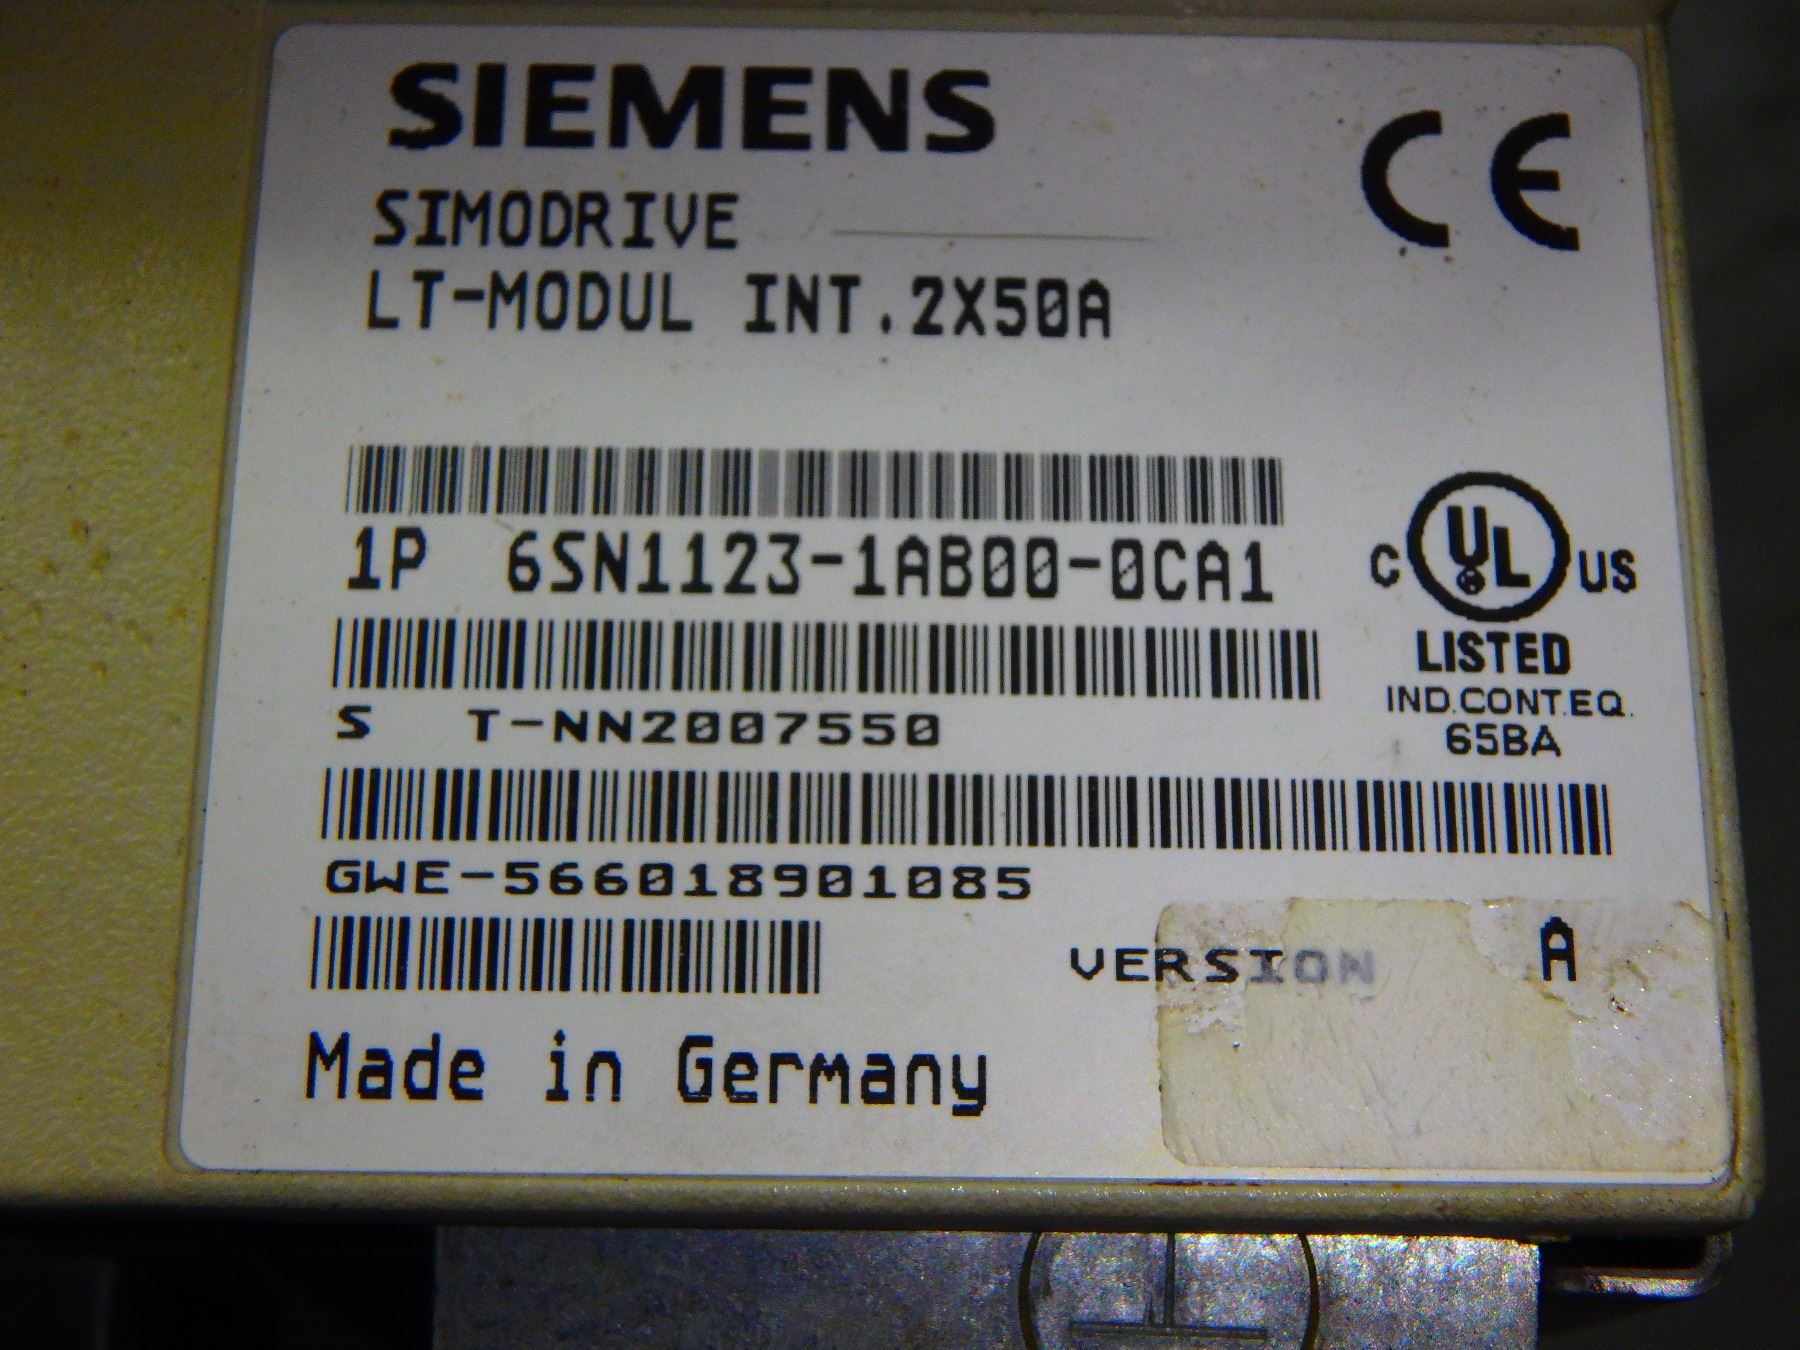 SIEMENS
CE
SIMODRIVE
LT-MODUL INT.2X50A
1P 6SN1123-1AB00-0CA1
C UL US
LISTED
IND.CONT.EQ.
65BA
S T-NN2007550
GWE-566018901085
VERSION A
Made in Germany